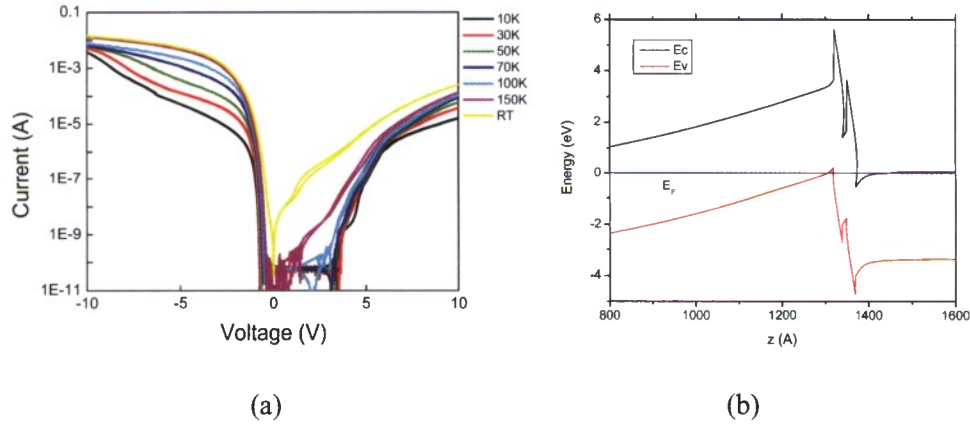 0.1
1E-3
1E-5
1E-7
1E-9
1E-11
-10
-5
0
5
10
Current (A)
Voltage (V)
10K
30K
50K
70K
100K
150K
RT
(a)
6
4
2
0
-2
-4
800
1000
1200
1400
1600
Energy (eV)
z (A)
Ec
Ev
E_F
(b)